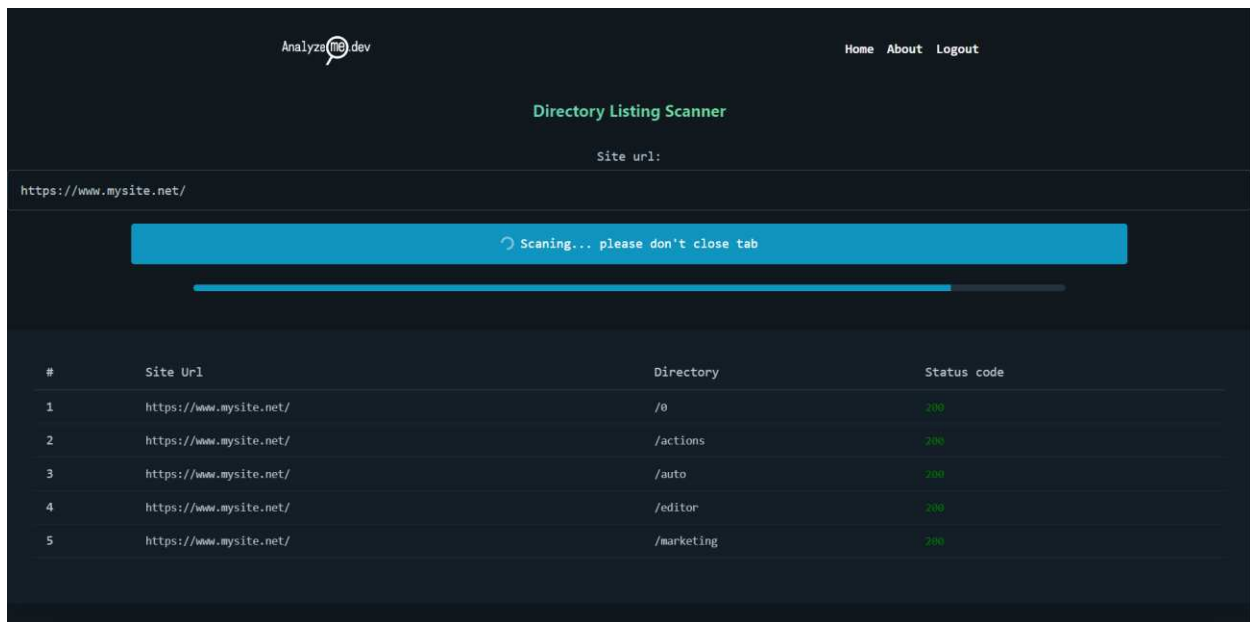 Analyze me .dev Home About Logout
Directory Listing Scanner
Site url:
https://www.mysite.net/
Scaning... please don't close tab
# Site Url Directory Status code
1 https://www.mysite.net/ /0 200
2 https://www.mysite.net/ /actions 200
3 https://www.mysite.net/ /auto 200
4 https://www.mysite.net/ /editor 200
5 https://www.mysite.net/ /marketing 200